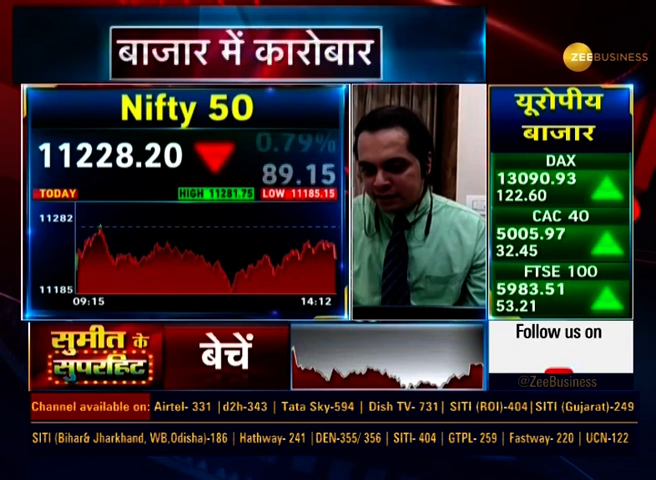 बाजार में कारोबार
ZEEBUSINESS
Nifty 50
11228.20
0.79%
89.15
TODAY
HIGH 11281.75
LOW 11185.15
11282
11185
09:15
14:12
यूरोपीय
बाजार
DAX
13090.93
122.60
CAC 40
5005.97
32.45
FTSE 100
5983.51
53.21
सुमीत के
सुपरहिट
बेचें
Follow us on
@ZeeBusiness
Channel available on: Airtel- 331 | d2h-343 | Tata Sky-594 | Dish TV- 731 | SITI (ROI)-404 | SITI (Gujarat)-249
SITI (Bihar& Jharkhand, WB,Odisha)-186 | Hathway- 241 | DEN-355/ 356 | SITI- 404 | GTPL- 259 | Fastway- 220 | UCN-122